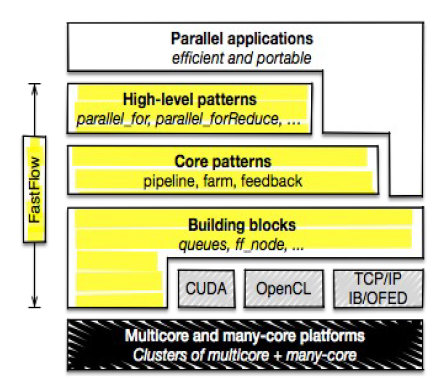 Parallel applications
efficient and portable
High-level patterns
parallel_for, parallel_forReduce, ...
Core patterns
pipeline, farm, feedback
FastFlow
Building blocks
queues, ff_node, ...
CUDA
OpenCL
TCP/IP
IB/OFED
Multicore and many-core platforms
Clusters of multicore + many-core